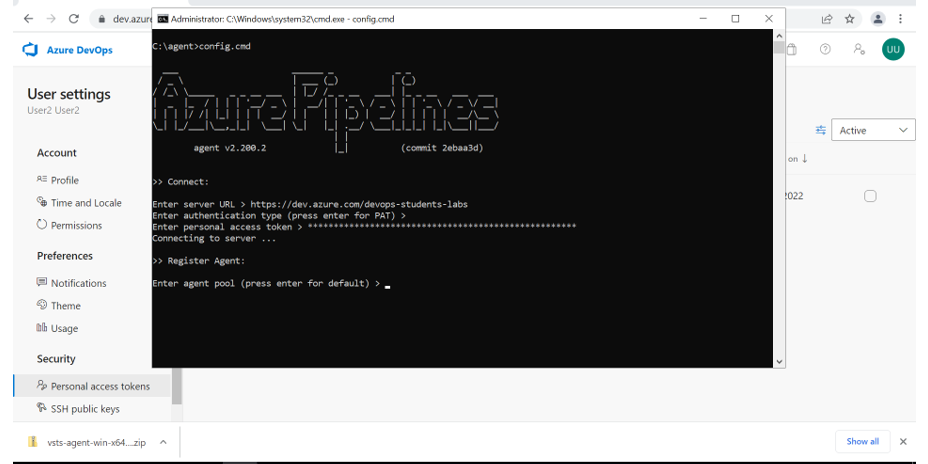 dev.azure
Administrator: C:\Windows\system32\cmd.exe - config.cmd
Azure DevOps
UU
User settings
User2 User2
Account
Profile
Time and Locale
Permissions
Preferences
Notifications
Theme
Usage
Security
Personal access tokens
SSH public keys
C:\agent>config.cmd
Azure Pipelines
agent v2.200.2 (commit 2ebaa3d)
>> Connect:
Enter server URL > https://dev.azure.com/devops-students-labs
Enter authentication type (press enter for PAT) >
Enter personal access token > ****************************************************
Connecting to server ...
>> Register Agent:
Enter agent pool (press enter for default) >
Active
on ↓
2022
vsts-agent-win-x64....zip
Show all